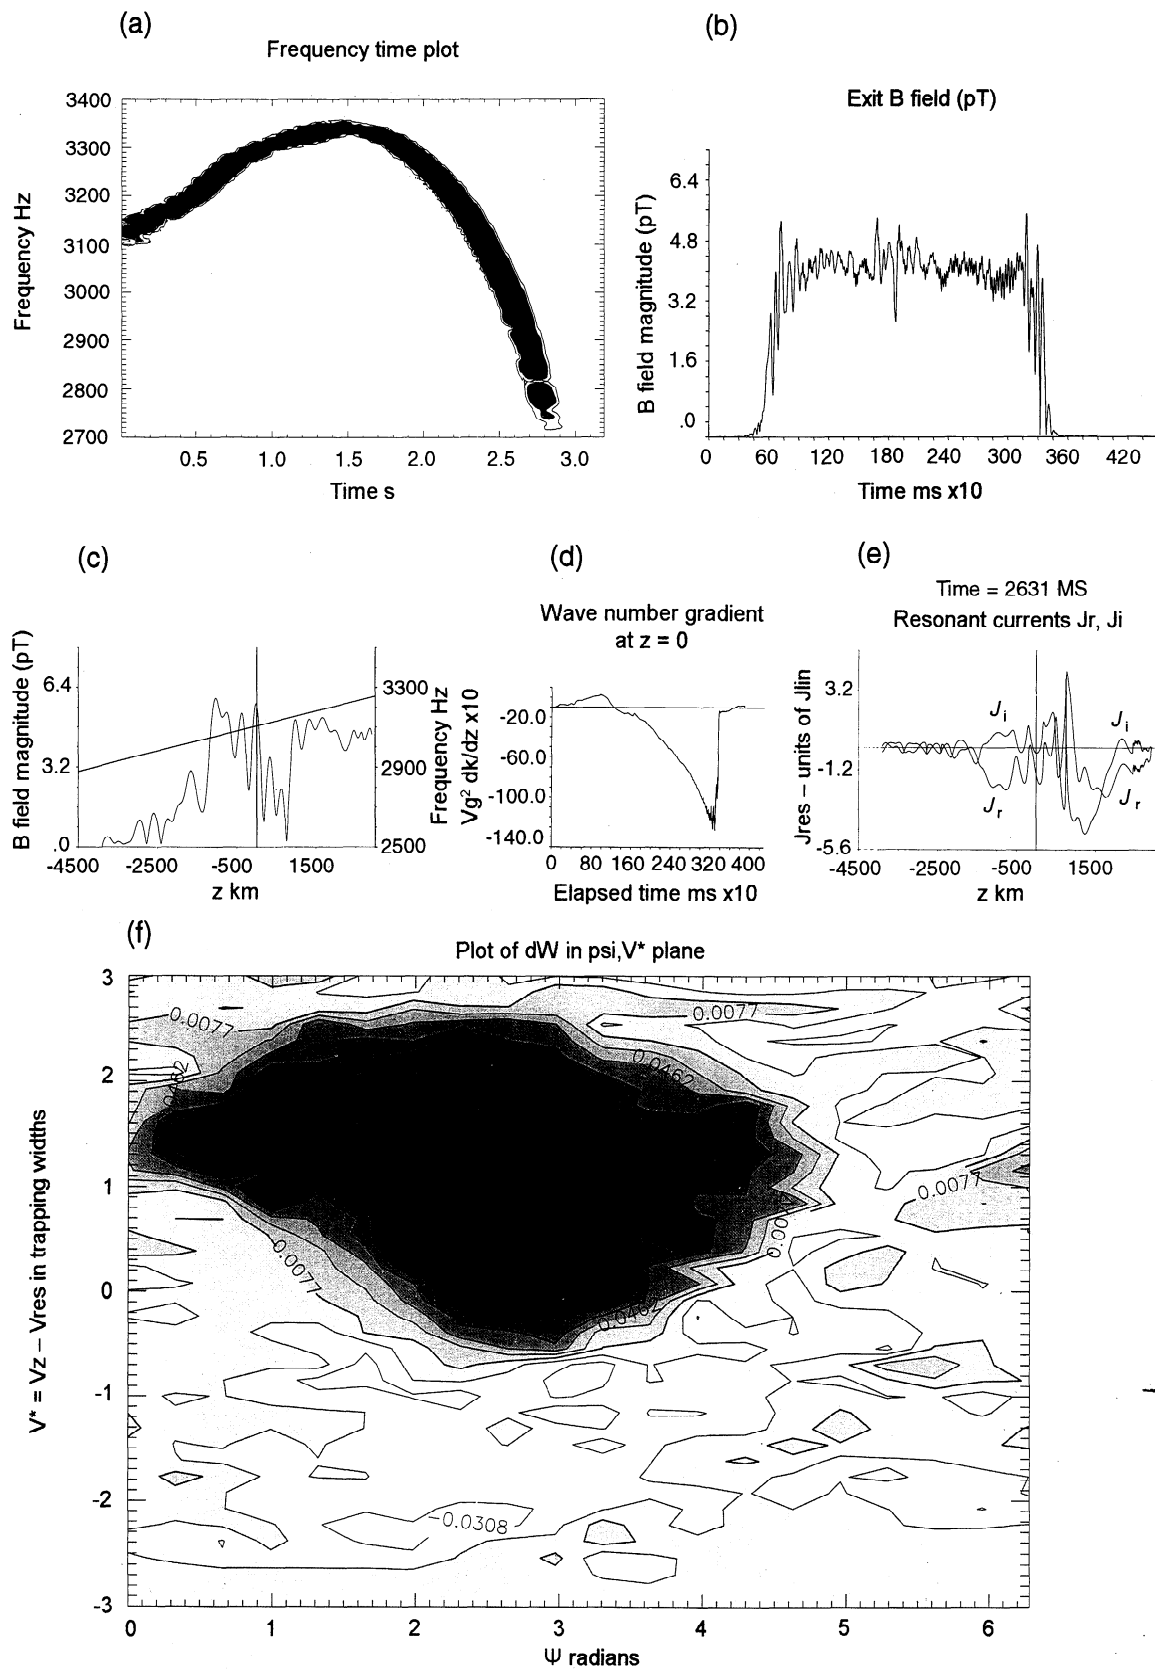 (a)
Frequency time plot
3400
3300
3200
3100
3000
2900
2800
2700
Frequency Hz
0.5 1.0 1.5 2.0 2.5 3.0
Time s
(b)
Exit B field (pT)
6.4
4.8
3.2
1.6
.0
B field magnitude (pT)
0 60 120 180 240 300 360 420
Time ms x10
(c)
B field magnitude (pT)
6.4
3.2
.0
3300
2900
2500
Frequency Hz
-4500 -2500 -500 1500
z km
(d)
Wave number gradient
at z = 0
Vg² dk/dz x10
-20.0
-60.0
-100.0
-140.0
0 80 160 240 320 400
Elapsed time ms x10
(e)
Time = 2631 MS
Resonant currents Jr, Ji
Jres – units of Jlin
3.2
-1.2
-5.6
Ji
Ji
Jr
Jr
-4500 -2500 -500 1500
z km
(f)
Plot of dW in psi,V* plane
V* = Vz – Vres in trapping widths
3
2
1
0
-1
-2
-3
0.0077
0.0077
0.0462
0.0462
0.0077
0.0077
0.0462
-0.0308
0 1 2 3 4 5 6
Ψ radians